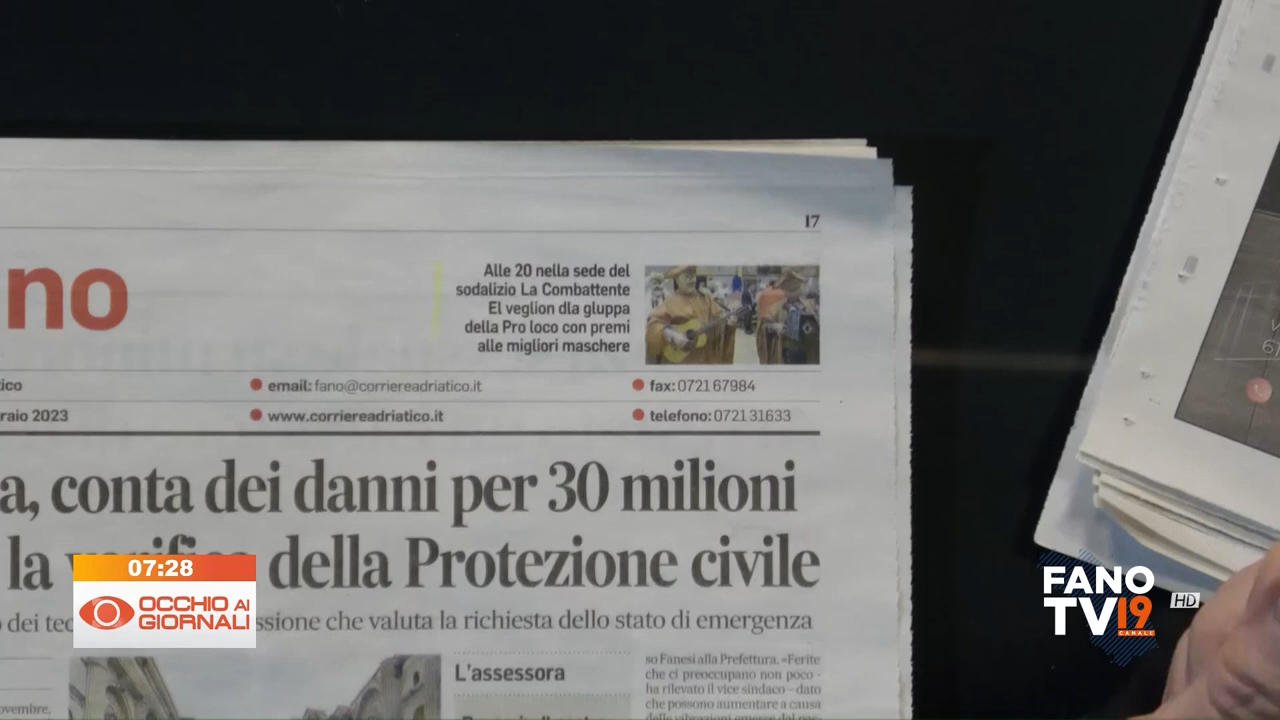 17
no
Alle 20 nella sede del
sodalizio La Combattente
El veglion dla gluppa
della Pro loco con premi
alle migliori maschere
tico
email: fano@corriereadriatico.it
fax: 0721 67984
raio 2023
www.corriereadriatico.it
telefono: 0721 31633
a, conta dei danni per 30 milioni
la verifica della Protezione civile
dei tec
ssione che valuta la richiesta dello stato di emergenza
L'assessora
so Fanesi alla Prefettura. «Ferite
che ci preoccupano non poco -
ha rilevato il vice sindaco – dato
che possono aumentare a causa
ovembre,
07:28
OCCHIO AI
GIORNALI
FANO
TV19
CANALE
HD